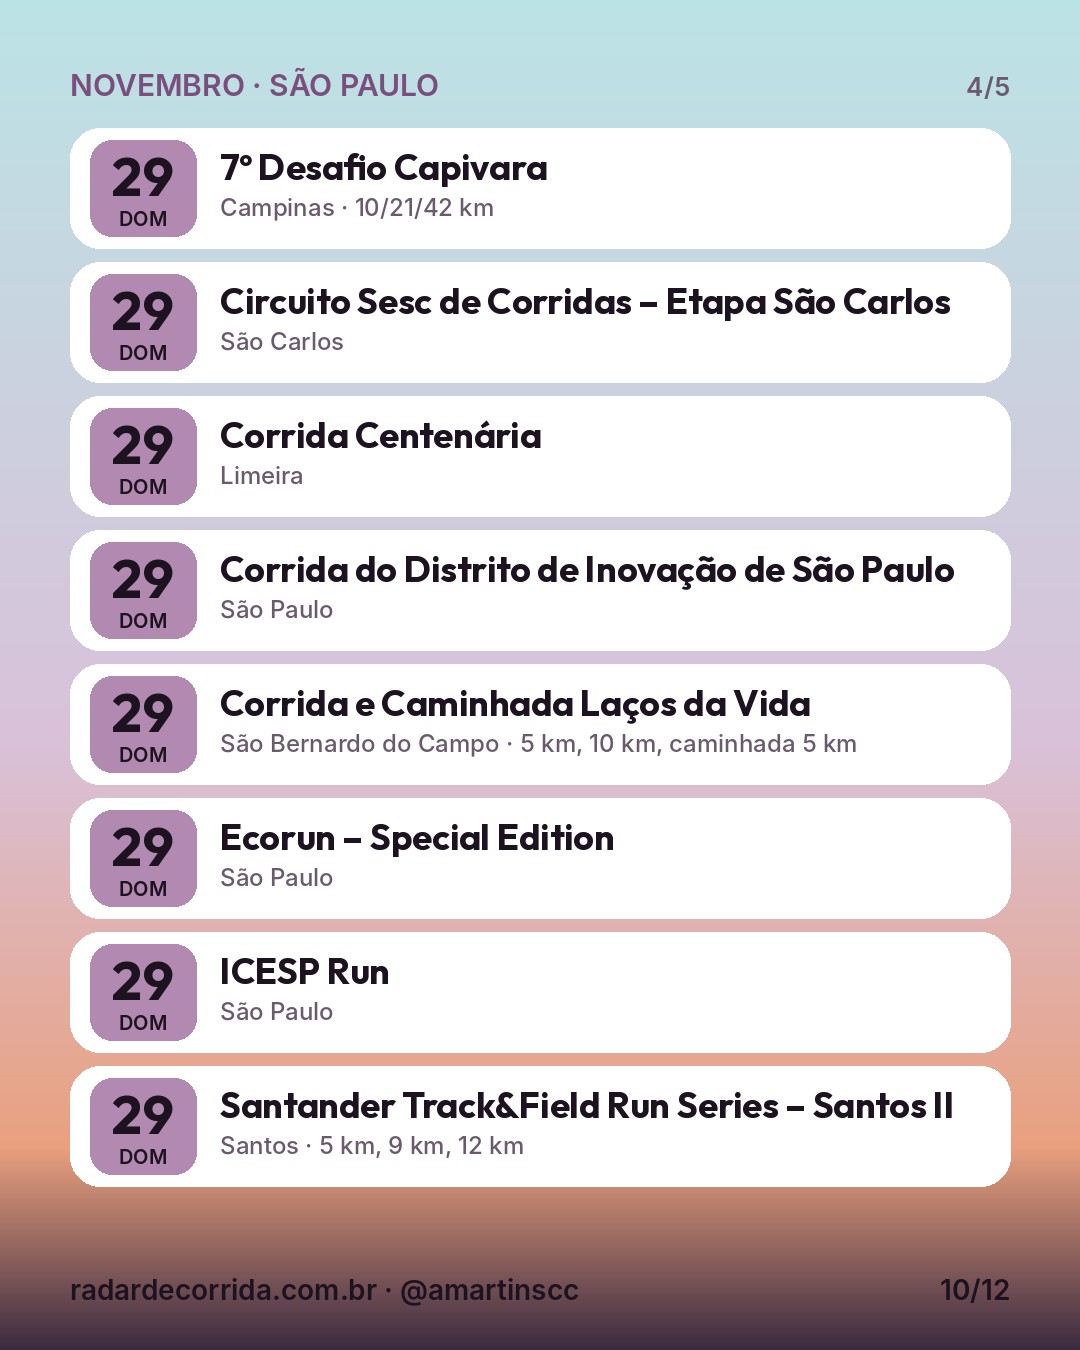 NOVEMBRO · SÃO PAULO
4/5
29
DOM
7º Desafio Capivara
Campinas · 10/21/42 km
29
DOM
Circuito Sesc de Corridas – Etapa São Carlos
São Carlos
29
DOM
Corrida Centenária
Limeira
29
DOM
Corrida do Distrito de Inovação de São Paulo
São Paulo
29
DOM
Corrida e Caminhada Laços da Vida
São Bernardo do Campo · 5 km, 10 km, caminhada 5 km
29
DOM
Ecorun – Special Edition
São Paulo
29
DOM
ICESP Run
São Paulo
29
DOM
Santander Track&Field Run Series – Santos II
Santos · 5 km, 9 km, 12 km
radardecorrida.com.br · @amartinscc
10/12